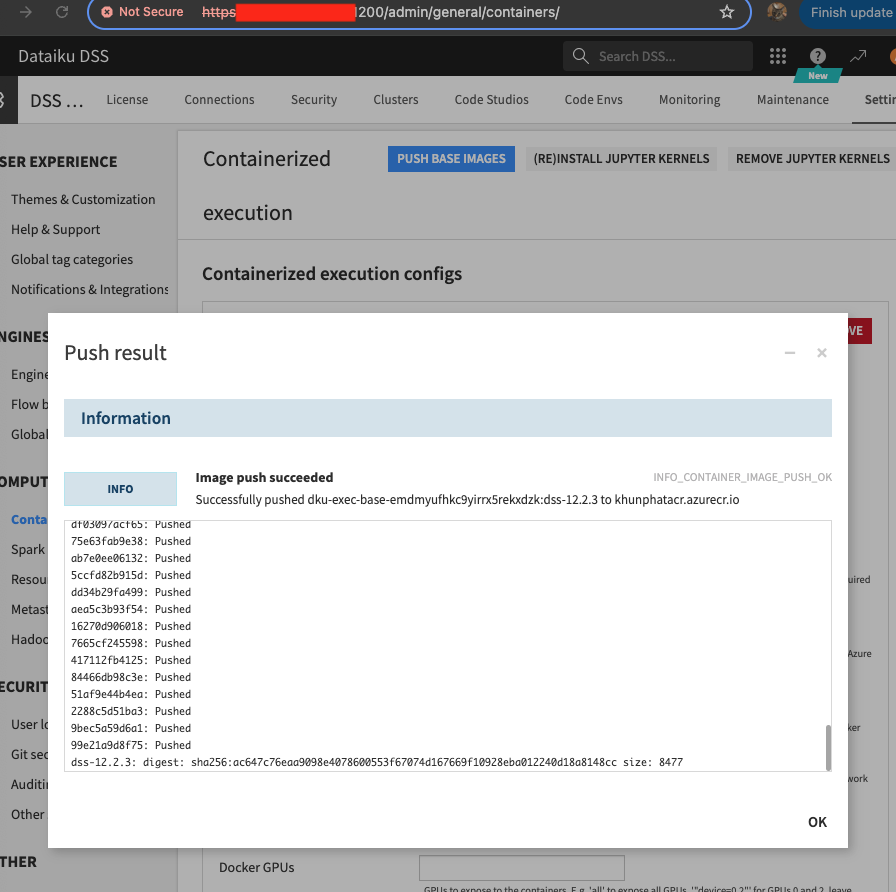 Not Secure https 200/admin/general/containers/
Finish update
Dataiku DSS
Search DSS...
?
New
DSS ...
License
Connections
Security
Clusters
Code Studios
Code Envs
Monitoring
Maintenance
Settin
SER EXPERIENCE
Themes & Customization
Help & Support
Global tag categories
Notifications & Integrations
NGINES
Engine
Flow b
Global
OMPUT
Conta
Spark
Resou
Metast
Hadoo
ECURIT
User lo
Git sec
Auditin
Other
THER
Containerized
execution
PUSH BASE IMAGES
(RE)INSTALL JUPYTER KERNELS
REMOVE JUPYTER KERNELS
Containerized execution configs
VE
Push result
Information
INFO
Image push succeeded
INFO_CONTAINER_IMAGE_PUSH_OK
Successfully pushed dku-exec-base-emdmyufhkc9yirrx5rekxdzk:dss-12.2.3 to khunphatacr.azurecr.io
df03097acf65: Pushed
75e63fab9e38: Pushed
ab7e0ee06132: Pushed
5ccfd82b915d: Pushed
dd34b29fa499: Pushed
aea5c3b93f54: Pushed
16270d906018: Pushed
7665cf245598: Pushed
417112fb4125: Pushed
84466db98c3e: Pushed
51af9e44b4ea: Pushed
2288c5d51ba3: Pushed
9bec5a59d6a1: Pushed
99e21a9d8f75: Pushed
dss-12.2.3: digest: sha256:ac647c76eaa9098e4078600553f67074d167669f10928eba012240d18a8148cc size: 8477
OK
uired
Azure
ker
work
Docker GPUs
GPUs to expose to the containers. E.g. 'all' to expose all GPUs, '"device=0,2"' for GPUs 0 and 2, leave